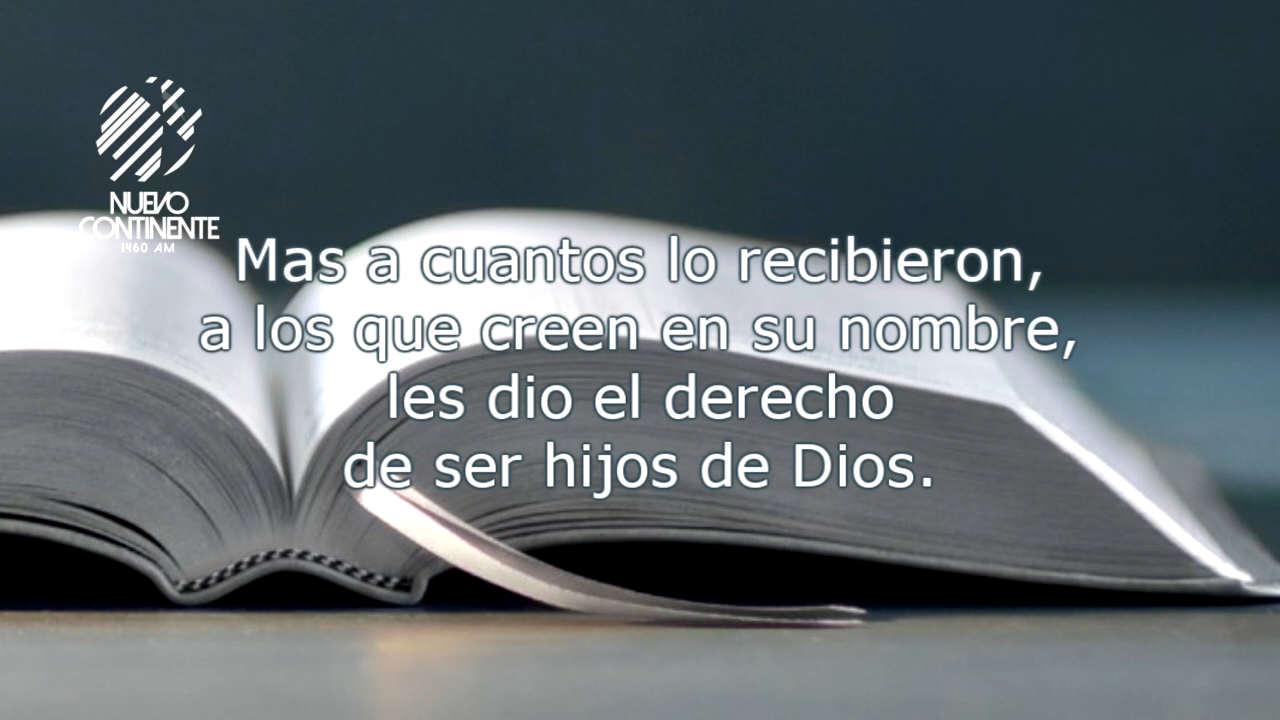 NUEVO
CONTINENTE
1460 AM
Mas a cuantos lo recibieron,
a los que creen en su nombre,
les dio el derecho
de ser hijos de Dios.